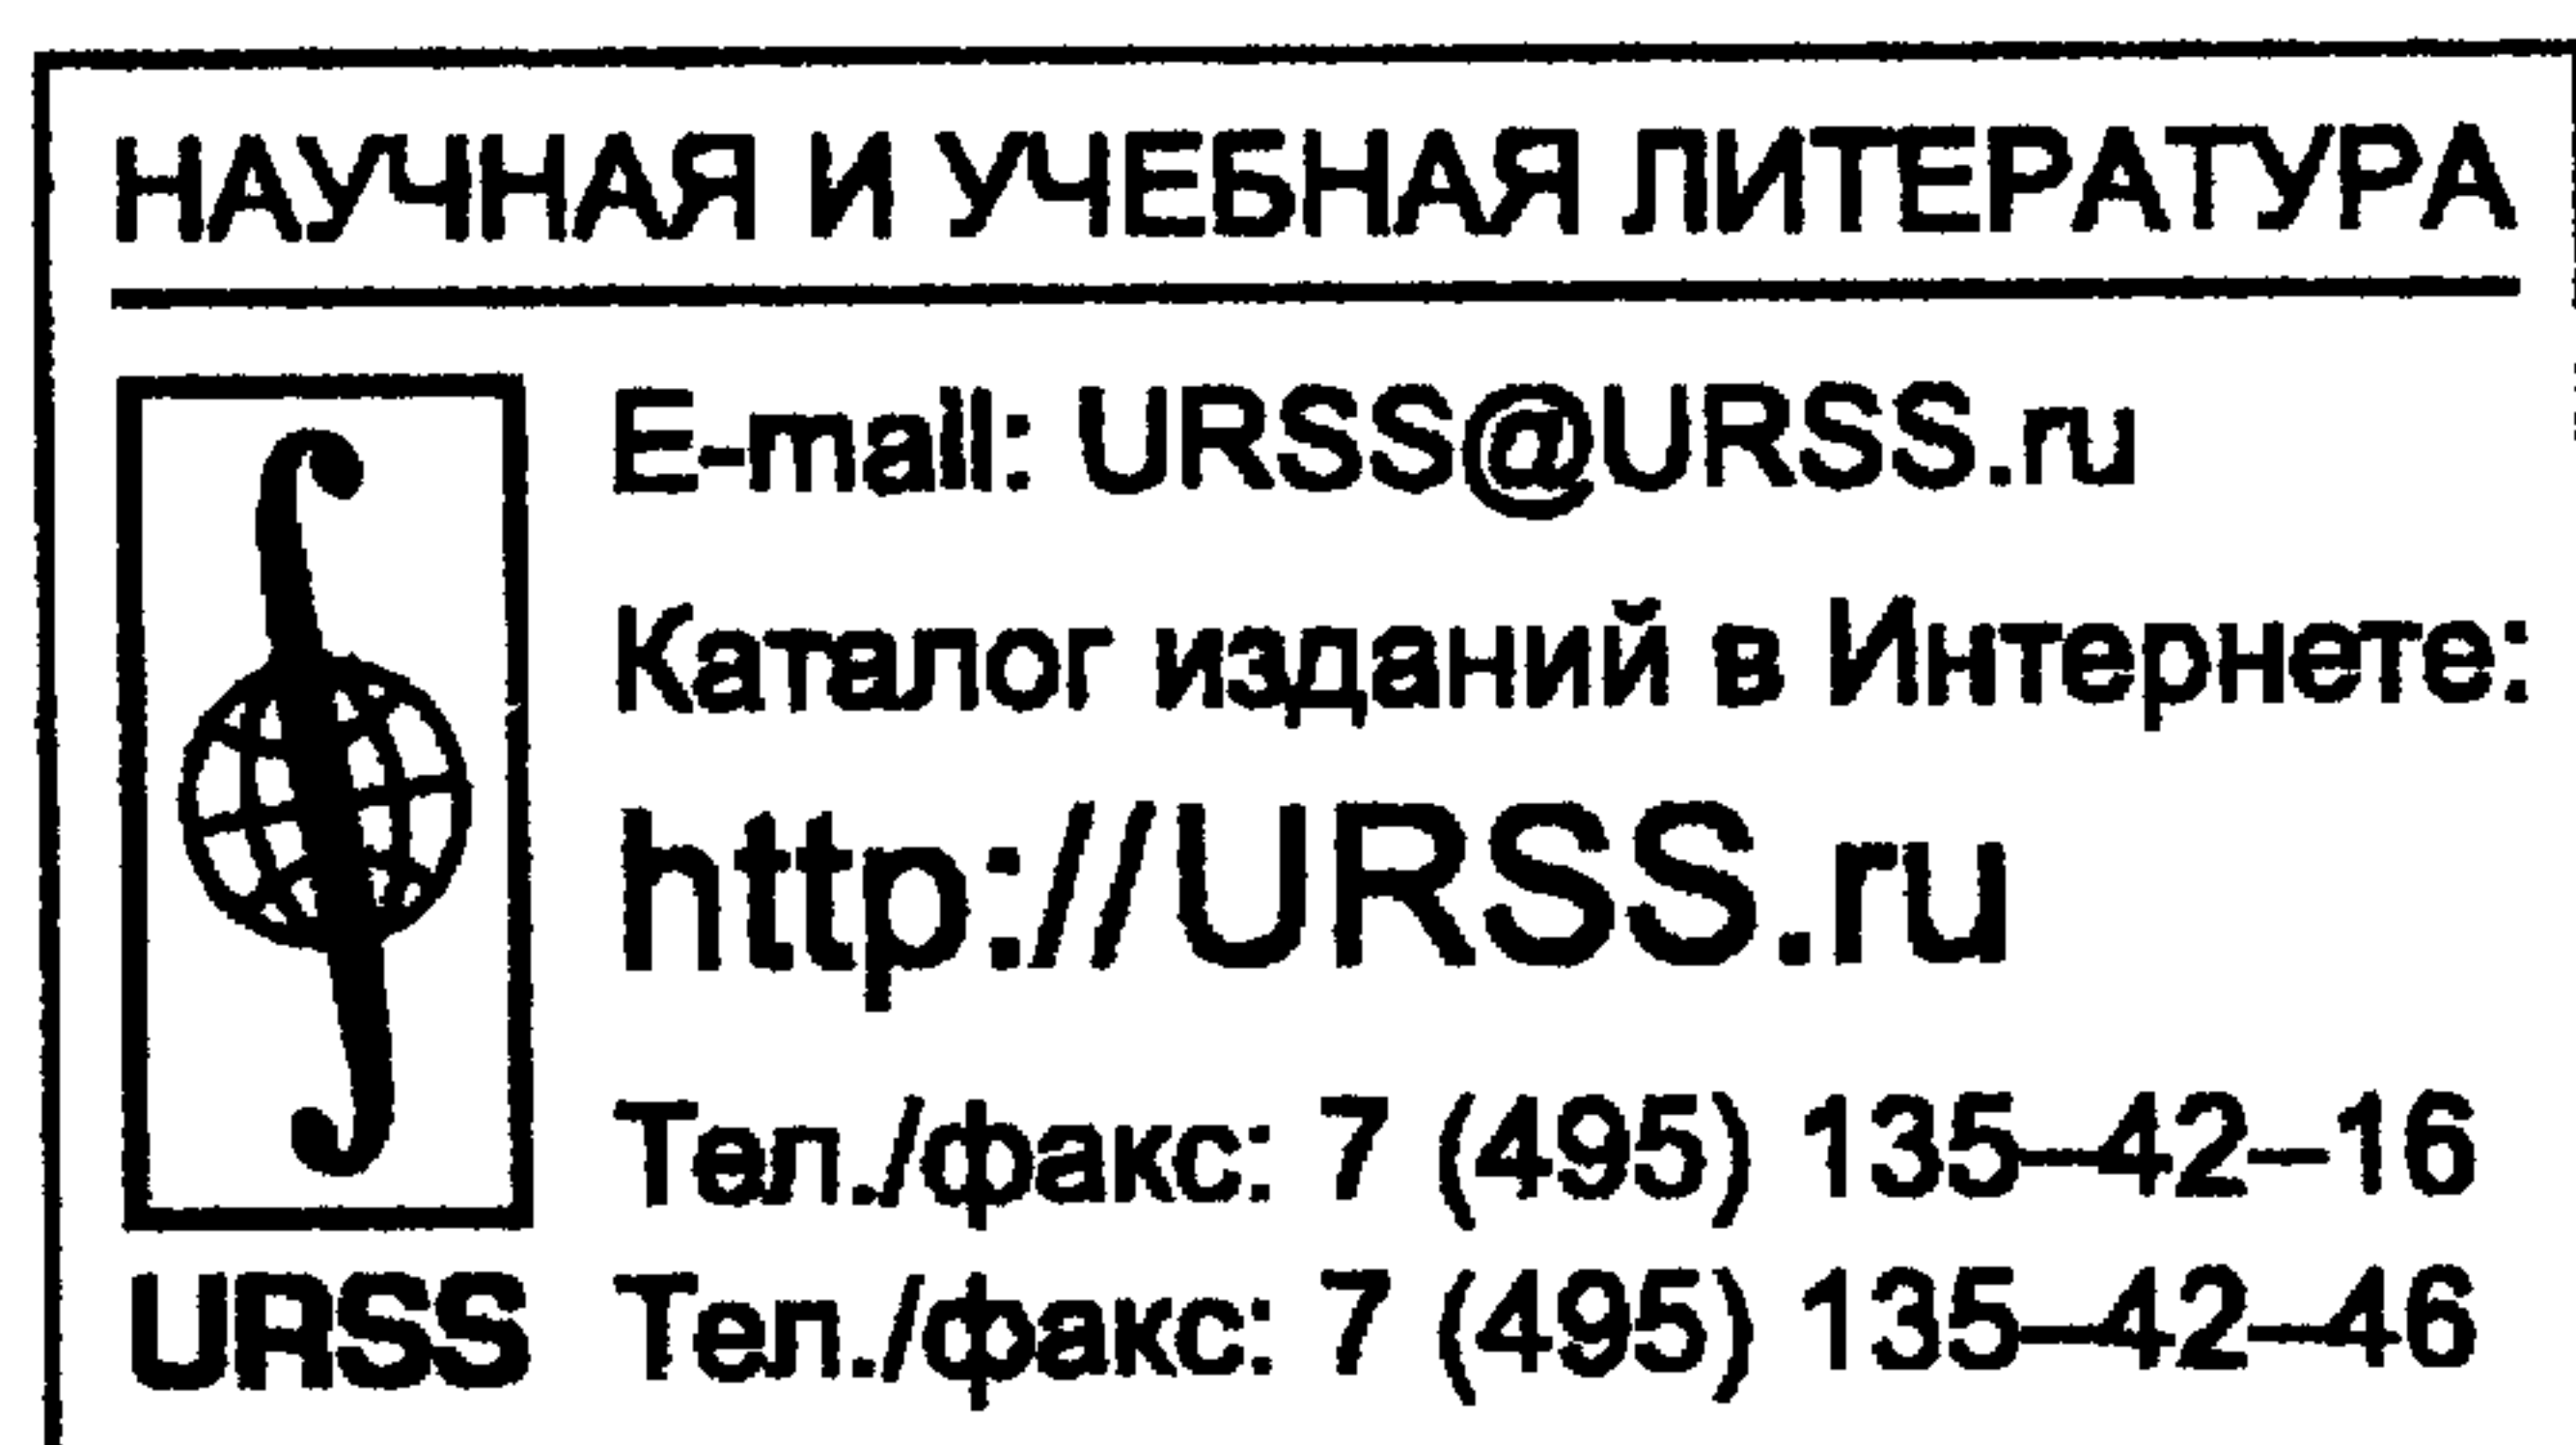 НАУЧНАЯ И УЧЕБНАЯ ЛИТЕРАТУРА
E-mail: URSS@URSS.ru
Каталог изданий в Интернете:
http://URSS.ru
Тел./факс: 7 (495) 135–42–16
URSS Тел./факс: 7 (495) 135–42–46